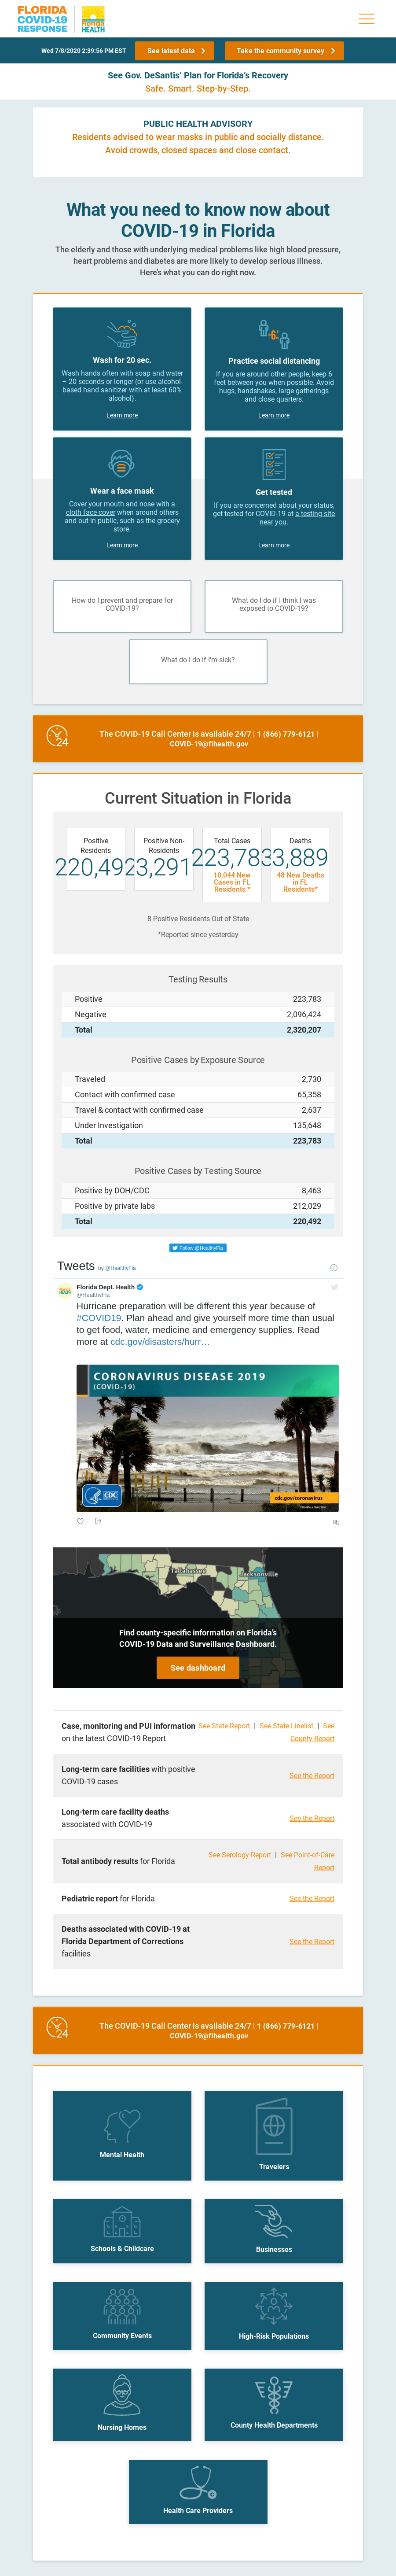 FLORIDA
COVID-19
RESPONSE
Florida
HEALTH
Wed 7/8/2020 2:39:56 PM EST
See latest data
Take the community survey
See Gov. DeSantis’ Plan for Florida’s Recovery
Safe. Smart. Step-by-Step.
PUBLIC HEALTH ADVISORY
Residents advised to wear masks in public and socially distance.
Avoid crowds, closed spaces and close contact.
What you need to know now about
COVID-19 in Florida
The elderly and those with underlying medical problems like high blood pressure,
heart problems and diabetes are more likely to develop serious illness.
Here’s what you can do right now.
Wash for 20 sec.
Wash hands often with soap and water
– 20 seconds or longer (or use alcohol-
based hand sanitizer with at least 60%
alcohol).
Learn more
6'
Practice social distancing
If you are around other people, keep 6
feet between you when possible. Avoid
hugs, handshakes, large gatherings
and close quarters.
Learn more
Wear a face mask
Cover your mouth and nose with a
cloth face cover when around others
and out in public, such as the grocery
store.
Learn more
Get tested
If you are concerned about your status,
get tested for COVID-19 at a testing site
near you.
Learn more
How do I prevent and prepare for
COVID-19?
What do I do if I think I was
exposed to COVID-19?
What do I do if I'm sick?
24
The COVID-19 Call Center is available 24/7 | 1 (866) 779-6121 |
COVID-19@flhealth.gov
Current Situation in Florida
Positive
Residents
220,492
Positive Non-
Residents
3,291
Total Cases
223,783
10,044 New
Cases in FL
Residents *
Deaths
3,889
48 New Deaths
in FL
Residents*
8 Positive Residents Out of State
*Reported since yesterday
Testing Results
Positive 223,783
Negative 2,096,424
Total 2,320,207
Positive Cases by Exposure Source
Traveled 2,730
Contact with confirmed case 65,358
Travel & contact with confirmed case 2,637
Under Investigation 135,648
Total 223,783
Positive Cases by Testing Source
Positive by DOH/CDC 8,463
Positive by private labs 212,029
Total 220,492
Follow @HealthyFla
Tweets by @HealthyFla
Florida Dept. Health
@HealthyFla
Hurricane preparation will be different this year because of
#COVID19. Plan ahead and give yourself more time than usual
to get food, water, medicine and emergency supplies. Read
more at cdc.gov/disasters/hurr…
CORONAVIRUS DISEASE 2019
(COVID-19)
CDC
cdc.gov/coronavirus
Tallahassee
Jacksonville
Find county-specific information on Florida's
COVID-19 Data and Surveillance Dashboard.
See dashboard
Case, monitoring and PUI information See State Report | See State Linelist | See
on the latest COVID-19 Report County Report
Long-term care facilities with positive
COVID-19 cases
See the Report
Long-term care facility deaths
associated with COVID-19
See the Report
Total antibody results for Florida
See Serology Report | See Point-of-Care
Report
Pediatric report for Florida See the Report
Deaths associated with COVID-19 at
Florida Department of Corrections
facilities
See the Report
24
The COVID-19 Call Center is available 24/7 | 1 (866) 779-6121 |
COVID-19@flhealth.gov
Mental Health
Travelers
Schools & Childcare
Businesses
Community Events
High-Risk Populations
Nursing Homes
County Health Departments
Health Care Providers